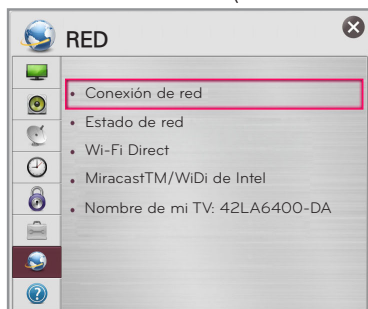 RED
• Conexión de red
• Estado de red
• Wi-Fi Direct
• MiracastTM/WiDi de Intel
• Nombre de mi TV: 42LA6400-DA